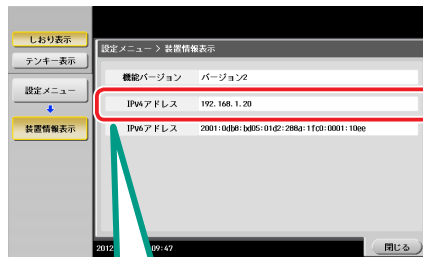 しおり表示
テンキー表示
設定メニュー
装置情報表示
設定メニュー > 装置情報表示
機能バージョン バージョン2
IPV4アドレス 192.168.1.20
IPV6アドレス 2001:0db8:bd05:01d2:288a:1fc0:0001:10ee
2012 09:47
閉じる